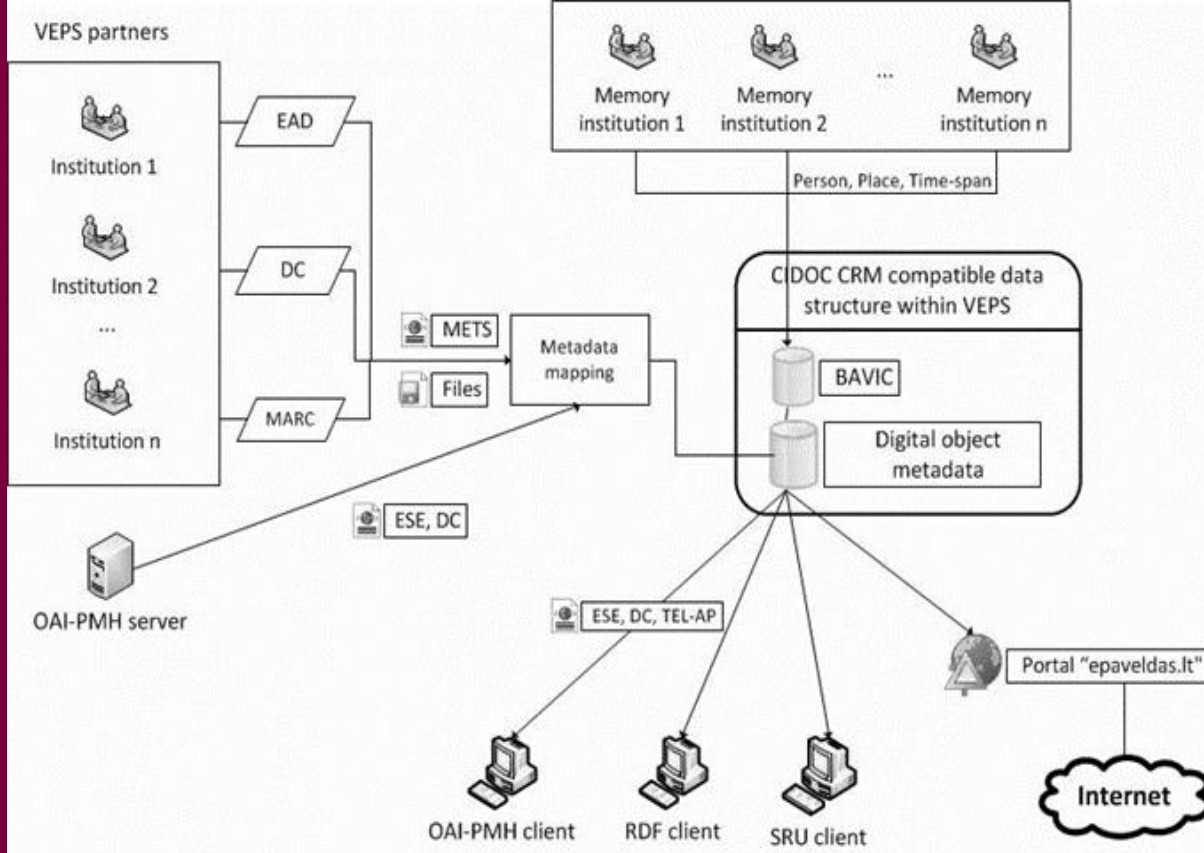 VEPS partners
Institution 1
Institution 2
...
Institution n
EAD
DC
MARC
METS
Files
Metadata
mapping
Memory
institution 1
Memory
institution 2
...
Memory
institution n
Person, Place, Time-span
CIDOC CRM compatible data
structure within VEPS
BAVIC
Digital object
metadata
ESE, DC
OAI-PMH server
ESE, DC, TEL-AP
Portal "epaveldas.lt"
Internet
OAI-PMH client
RDF client
SRU client